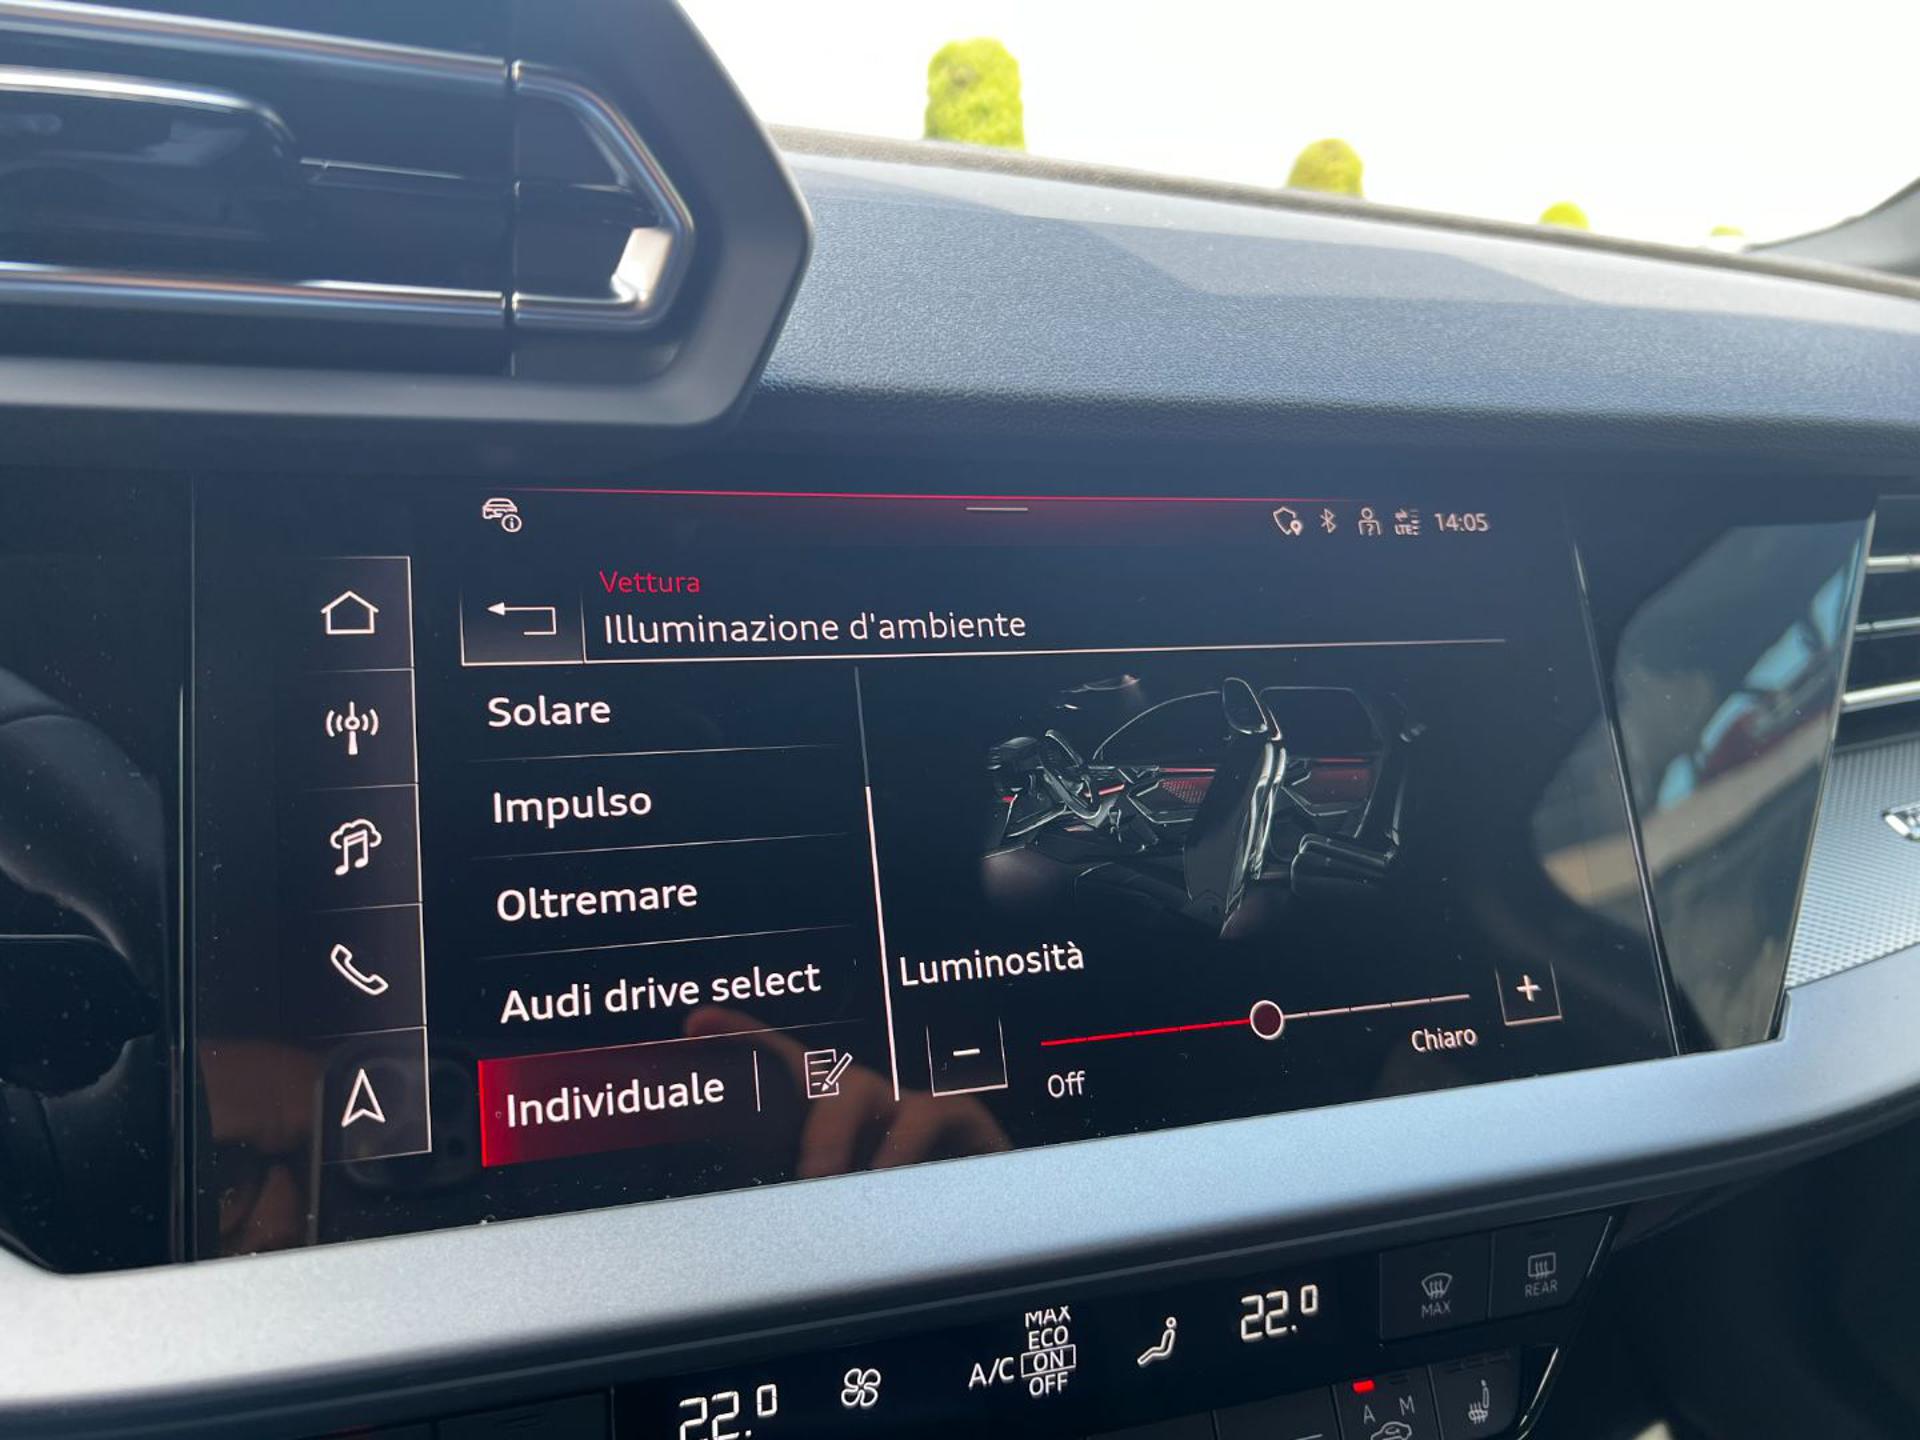 14:05
LTE
Vettura
Illuminazione d'ambiente
Solare
Impulso
Oltremare
Audi drive select
Individuale
Luminosità
Off
Chiaro
MAX
ECO
A/C ON
OFF
22.0
22.0
MAX
REAR
A M